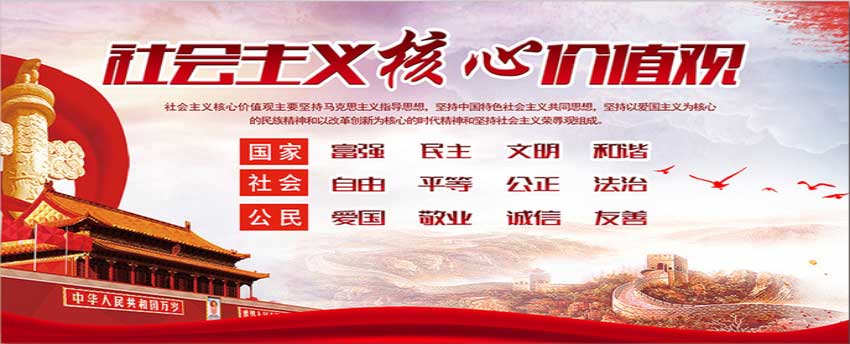 社会主义核心价值观
社会主义核心价值观主要坚持马克思主义指导思想，坚持中国特色社会主义共同思想，坚持以爱国主义为核心
的民族精神和以改革创新为核心的时代精神和坚持社会主义荣辱观组成。
国家 富强 民主 文明 和谐
社会 自由 平等 公正 法治
公民 爱国 敬业 诚信 友善
中华人民共和国万岁